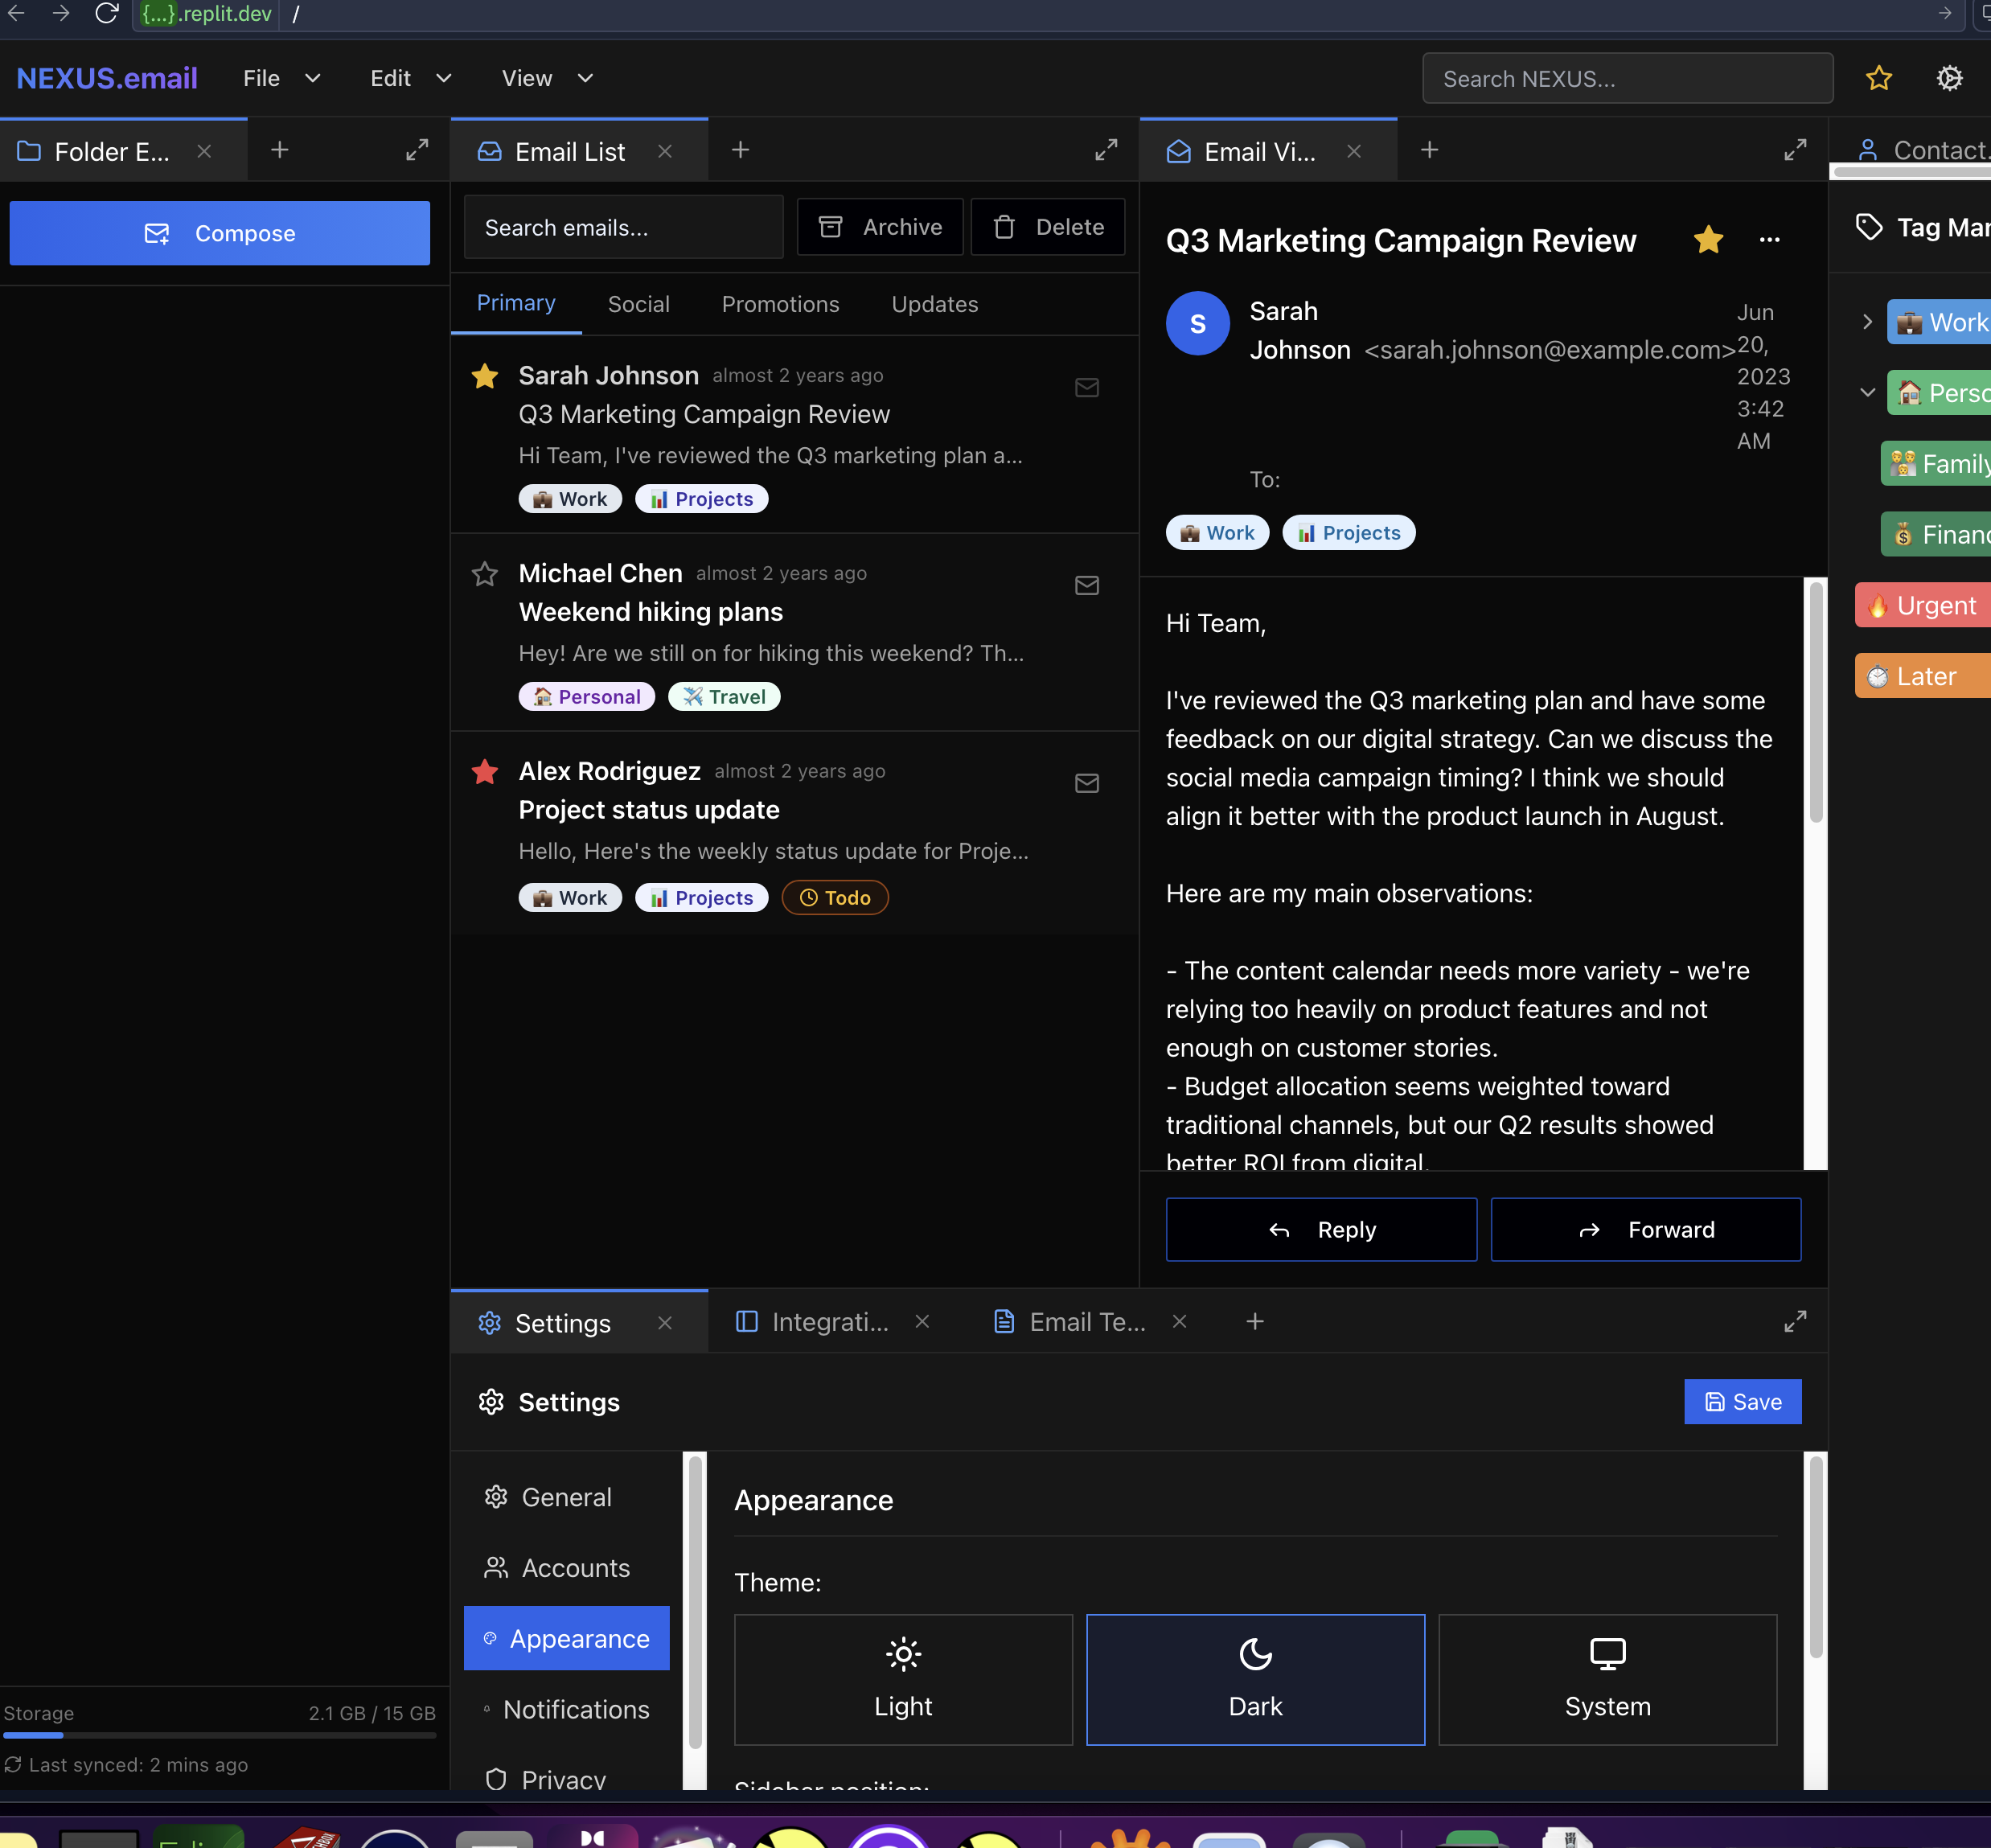 {...}.replit.dev /
NEXUS.email File Edit View Search NEXUS...
Folder E...
Compose
Storage 2.1 GB / 15 GB
Last synced: 2 mins ago
Email List
Search emails... Archive Delete
Primary Social Promotions Updates
Sarah Johnson almost 2 years ago
Q3 Marketing Campaign Review
Hi Team, I've reviewed the Q3 marketing plan a...
Work Projects
Michael Chen almost 2 years ago
Weekend hiking plans
Hey! Are we still on for hiking this weekend? Th...
Personal Travel
Alex Rodriguez almost 2 years ago
Project status update
Hello, Here's the weekly status update for Proje...
Work Projects Todo
Email Vi...
Q3 Marketing Campaign Review
S
Sarah
Johnson <sarah.johnson@example.com>
Jun
20,
2023
3:42
AM
To:
Work Projects
Hi Team,
I've reviewed the Q3 marketing plan and have some
feedback on our digital strategy. Can we discuss the
social media campaign timing? I think we should
align it better with the product launch in August.
Here are my main observations:
- The content calendar needs more variety - we're
relying too heavily on product features and not
enough on customer stories.
- Budget allocation seems weighted toward
traditional channels, but our Q2 results showed
better ROI from digital.
Reply Forward
Contact.
Tag Mar
Work
Perso
Family
Financ
Urgent
Later
Settings Integrati... Email Te...
Settings Save
General
Accounts
Appearance
Notifications
Privacy
Appearance
Theme:
Light Dark System
Sidebar position: